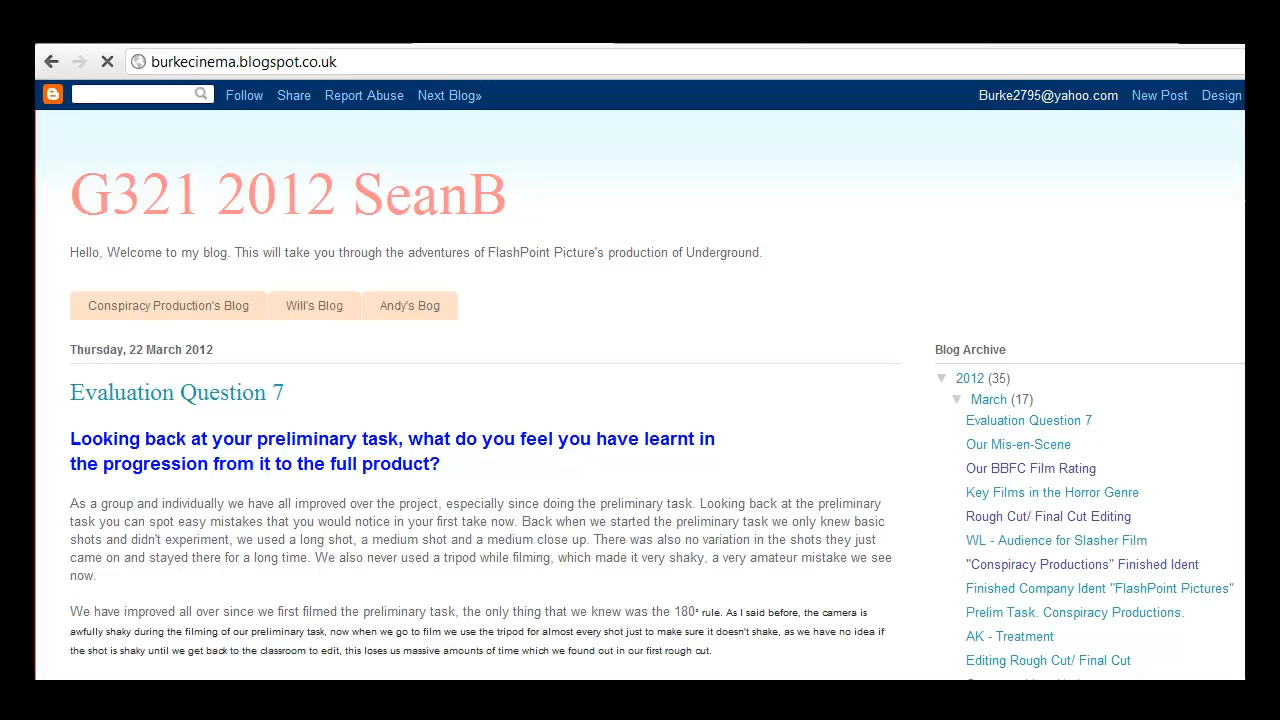 burkecinema.blogspot.co.uk
Follow Share Report Abuse Next Blog» Burke2795@yahoo.com New Post Design
G321 2012 SeanB
Hello, Welcome to my blog. This will take you through the adventures of FlashPoint Picture's production of Underground.
Conspiracy Production's Blog Will's Blog Andy's Bog
Thursday, 22 March 2012
Evaluation Question 7
Looking back at your preliminary task, what do you feel you have learnt in
the progression from it to the full product?
As a group and individually we have all improved over the project, especially since doing the preliminary task. Looking back at the preliminary
task you can spot easy mistakes that you would notice in your first take now. Back when we started the preliminary task we only knew basic
shots and didn't experiment, we used a long shot, a medium shot and a medium close up. There was also no variation in the shots they just
came on and stayed there for a long time. We also never used a tripod while filming, which made it very shaky, a very amateur mistake we see
now.
We have improved all over since we first filmed the preliminary task, the only thing that we knew was the 180° rule. As I said before, the camera is
awfully shaky during the filming of our preliminary task, now when we go to film we use the tripod for almost every shot just to make sure it doesn't shake, as we have no idea if
the shot is shaky until we get back to the classroom to edit, this loses us massive amounts of time which we found out in our first rough cut.
Blog Archive
2012 (35)
March (17)
Evaluation Question 7
Our Mis-en-Scene
Our BBFC Film Rating
Key Films in the Horror Genre
Rough Cut/ Final Cut Editing
WL - Audience for Slasher Film
"Conspiracy Productions" Finished Ident
Finished Company Ident "FlashPoint Pictures"
Prelim Task. Conspiracy Productions.
AK - Treatment
Editing Rough Cut/ Final Cut